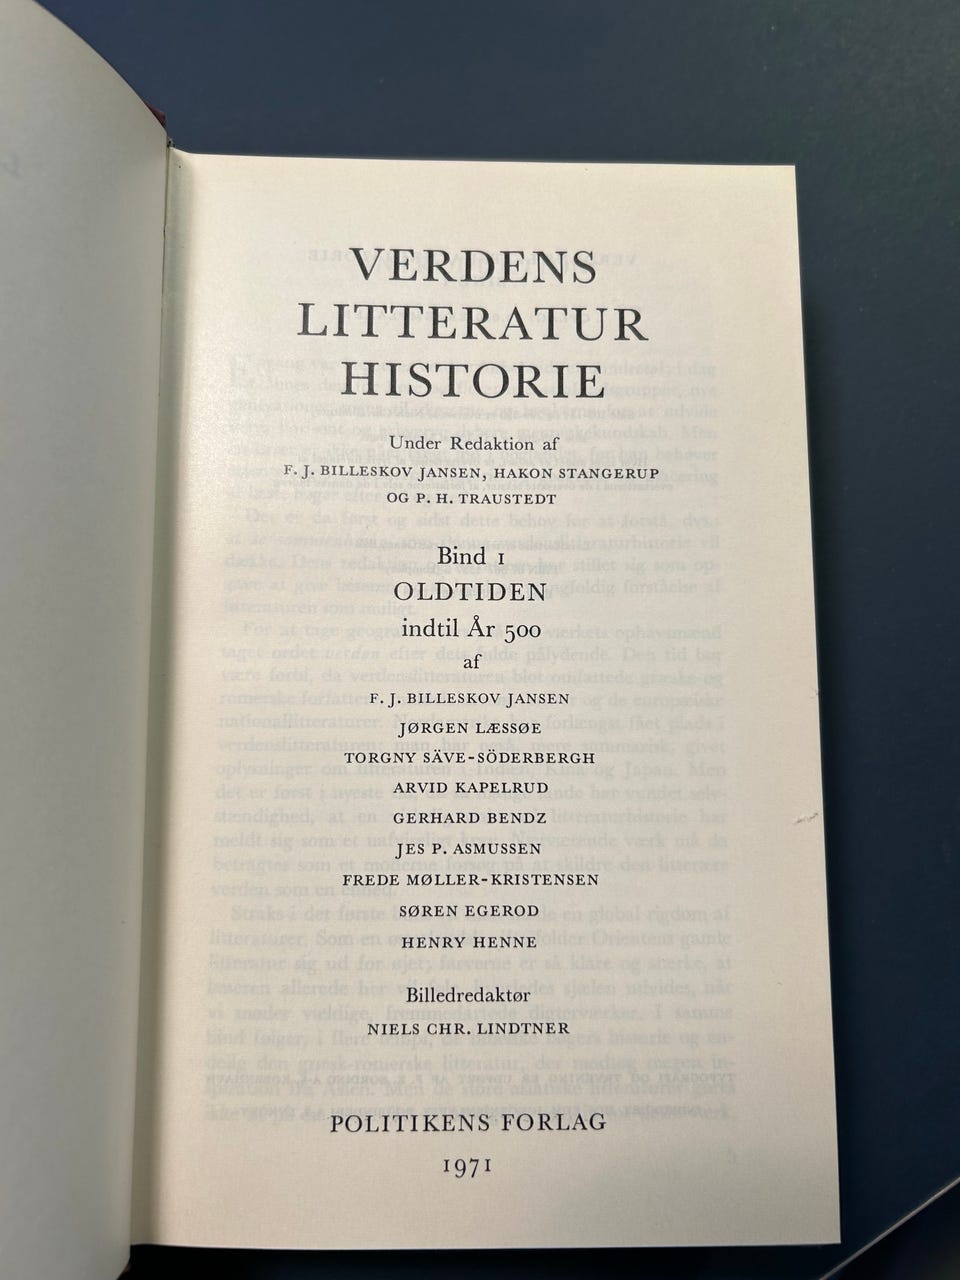 VERDENS
LITTERATUR
HISTORIE
Under Redaktion af
F. J. BILLESKOV JANSEN, HAKON STANGERUP
OG P. H. TRAUSTEDT
Bind 1
OLDTIDEN
indtil År 500
af
F. J. BILLESKOV JANSEN
JØRGEN LÆSSØE
TORGNY SÄVE-SÖDERBERGH
ARVID KAPELRUD
GERHARD BENDZ
JES P. ASMUSSEN
FREDE MØLLER-KRISTENSEN
SØREN EGEROD
HENRY HENNE
Billedredaktør
NIELS CHR. LINDTNER
POLITIKENS FORLAG
1971